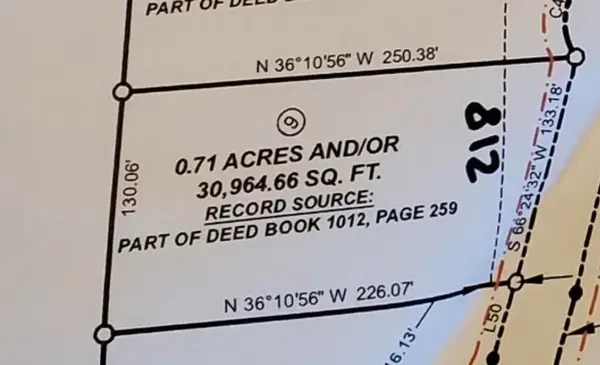 PART OF DEED B
C4
N 36°10'56" W 250.38'
9
0.71 ACRES AND/OR
30,964.66 SQ. FT.
RECORD SOURCE:
PART OF DEED BOOK 1012, PAGE 259
130.06'
812
S 66°24'32" W 133.18'
N 36°10'56" W 226.07'
L50
6.13'